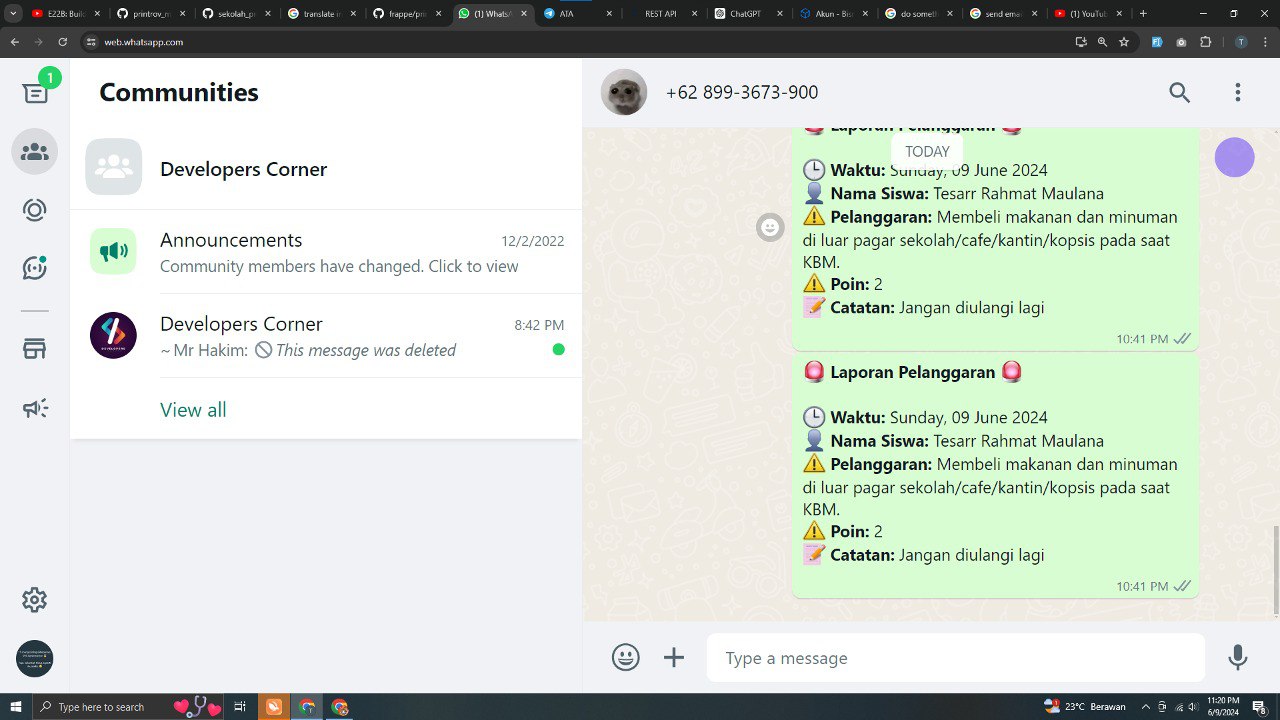 E2ZB Buildi
printnsv_m
sekolah_
translate m
frappe/pri
(1) WhatsA
ATA
REST API
ChatGPT
Akun - Bo
do someth
send emai
(1) YouTub
web.whatsapp.com
T
1
Communities
Developers Corner
Announcements
12/2/2022
Community members have changed. Click to view
Developers Corner
8:42 PM
~ Mr Hakim: This message was deleted
View all
+62 899-3673-900
Laporan Pelanggaran
TODAY
Waktu: Sunday, 09 June 2024
Nama Siswa: Tesarr Rahmat Maulana
Pelanggaran: Membeli makanan dan minuman
di luar pagar sekolah/cafe/kantin/kopsis pada saat
KBM.
Poin: 2
Catatan: Jangan diulangi lagi
10:41 PM
Laporan Pelanggaran
Waktu: Sunday, 09 June 2024
Nama Siswa: Tesarr Rahmat Maulana
Pelanggaran: Membeli makanan dan minuman
di luar pagar sekolah/cafe/kantin/kopsis pada saat
KBM.
Poin: 2
Catatan: Jangan diulangi lagi
10:41 PM
Type a message
Type here to search
23°C Berawan
11:20 PM
6/9/2024